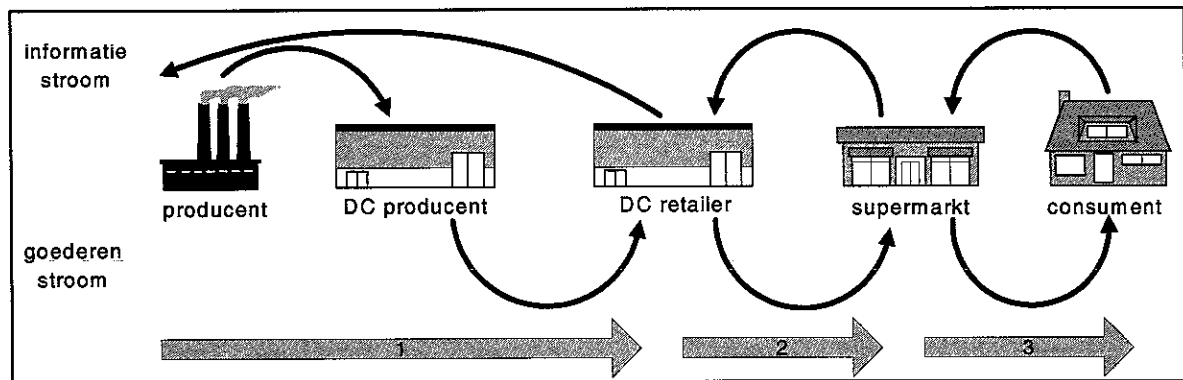 informatie
stroom
producent
DC producent
DC retailer
supermarkt
consument
goederen
stroom
1
2
3